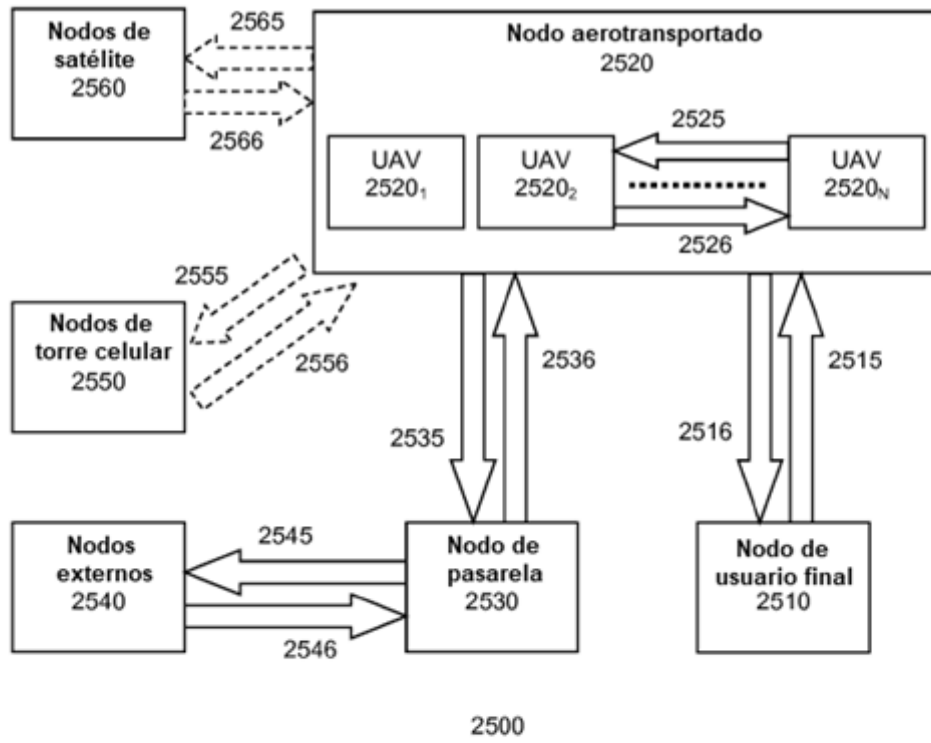 Nodos de
satélite
2560
2565
2566
Nodo aerotransportado
2520
UAV
2520₁
UAV
2520₂
2525
2526
UAV
2520ₙ
2555
2556
Nodos de
torre celular
2550
2535
2536
2516
2515
Nodos
externos
2540
2545
2546
Nodo de
pasarela
2530
Nodo de
usuario final
2510
2500